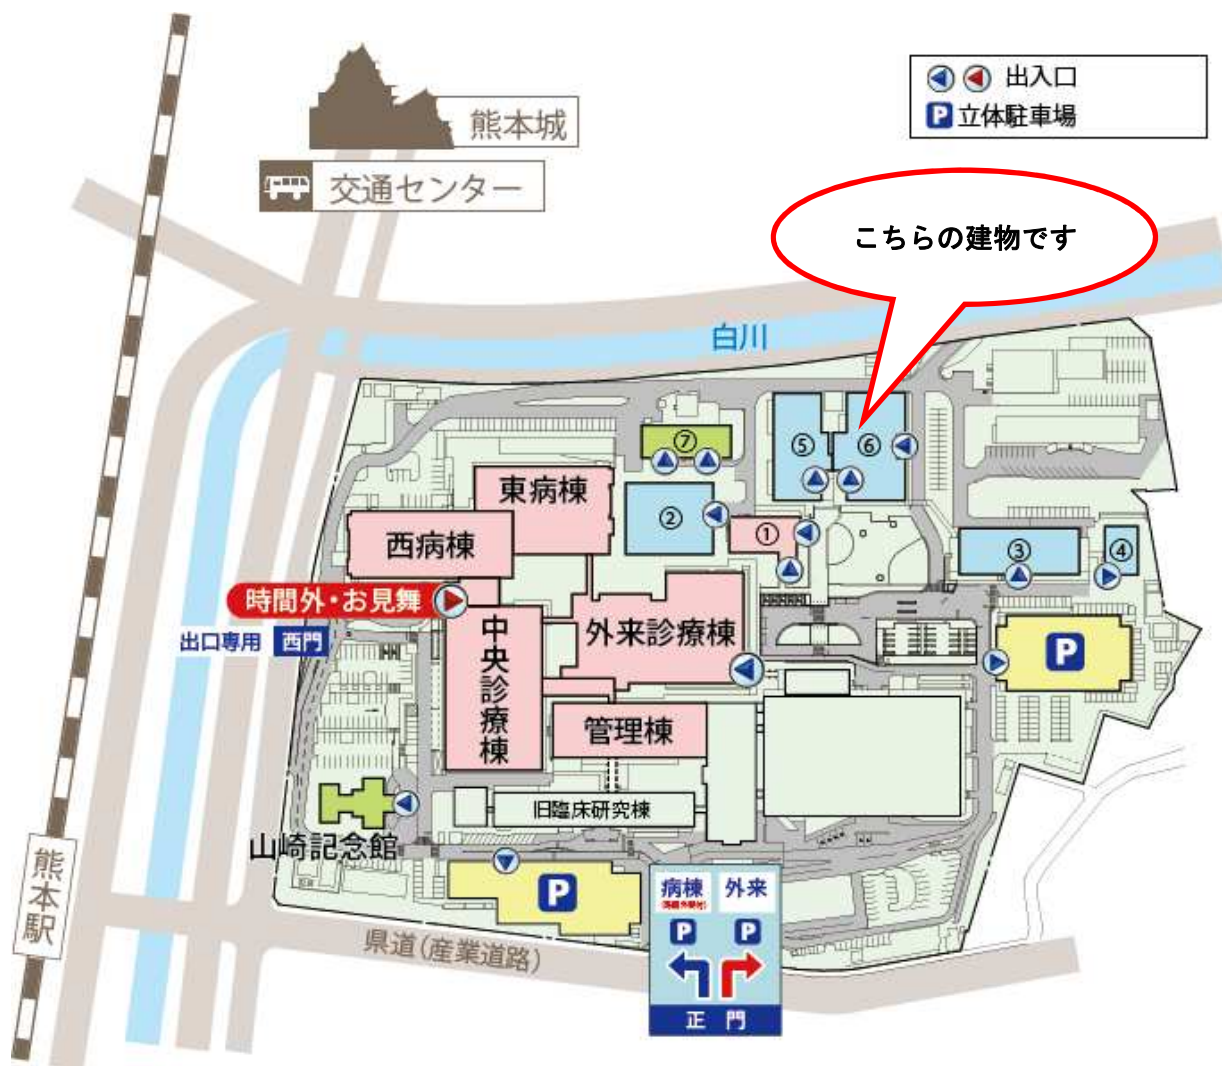 熊本城
交通センター
出入口
P 立体駐車場
こちらの建物です
白川
⑦
⑤
⑥
東病棟
②
①
西病棟
③
④
時間外・お見舞
出口専用 西門
中央診療棟
外来診療棟
P
管理棟
旧臨床研究棟
山崎記念館
熊本駅
P
病棟 外来
P P
正門
県道(産業道路)